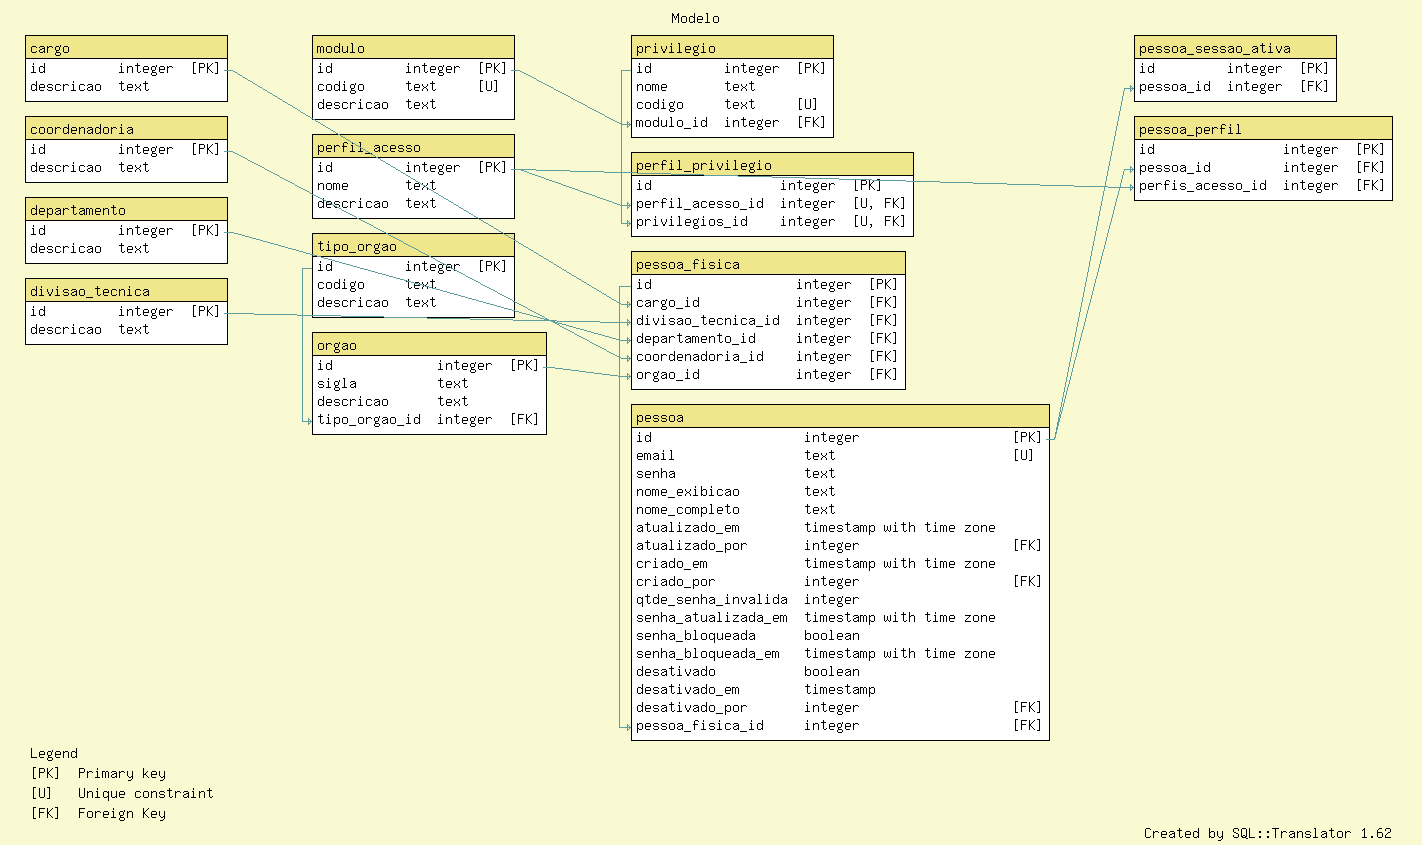 Modelo
cargo
id integer [PK]
descricao text
coordenadoria
id integer [PK]
descricao text
departamento
id integer [PK]
descricao text
divisao_tecnica
id integer [PK]
descricao text
modulo
id integer [PK]
codigo text [U]
descricao text
perfil_acesso
id integer [PK]
nome text
descricao text
tipo_orgao
id integer [PK]
codigo text
descricao text
orgao
id integer [PK]
sigla text
descricao text
tipo_orgao_id integer [FK]
privilegio
id integer [PK]
nome text
codigo text [U]
modulo_id integer [FK]
perfil_privilegio
id integer [PK]
perfil_acesso_id integer [U, FK]
privilegios_id integer [U, FK]
pessoa_fisica
id integer [PK]
cargo_id integer [FK]
divisao_tecnica_id integer [FK]
departamento_id integer [FK]
coordenadoria_id integer [FK]
orgao_id integer [FK]
pessoa
id integer [PK]
email text [U]
senha text
nome_exibicao text
nome_completo text
atualizado_em timestamp with time zone
atualizado_por integer [FK]
criado_em timestamp with time zone
criado_por integer [FK]
qtde_senha_invalida integer
senha_atualizada_em timestamp with time zone
senha_bloqueada boolean
senha_bloqueada_em timestamp with time zone
desativado boolean
desativado_em timestamp
desativado_por integer [FK]
pessoa_fisica_id integer [FK]
pessoa_sessao_ativa
id integer [PK]
pessoa_id integer [FK]
pessoa_perfil
id integer [PK]
pessoa_id integer [FK]
perfis_acesso_id integer [FK]
Legend
[PK] Primary key
[U] Unique constraint
[FK] Foreign Key
Created by SQL::Translator 1.62